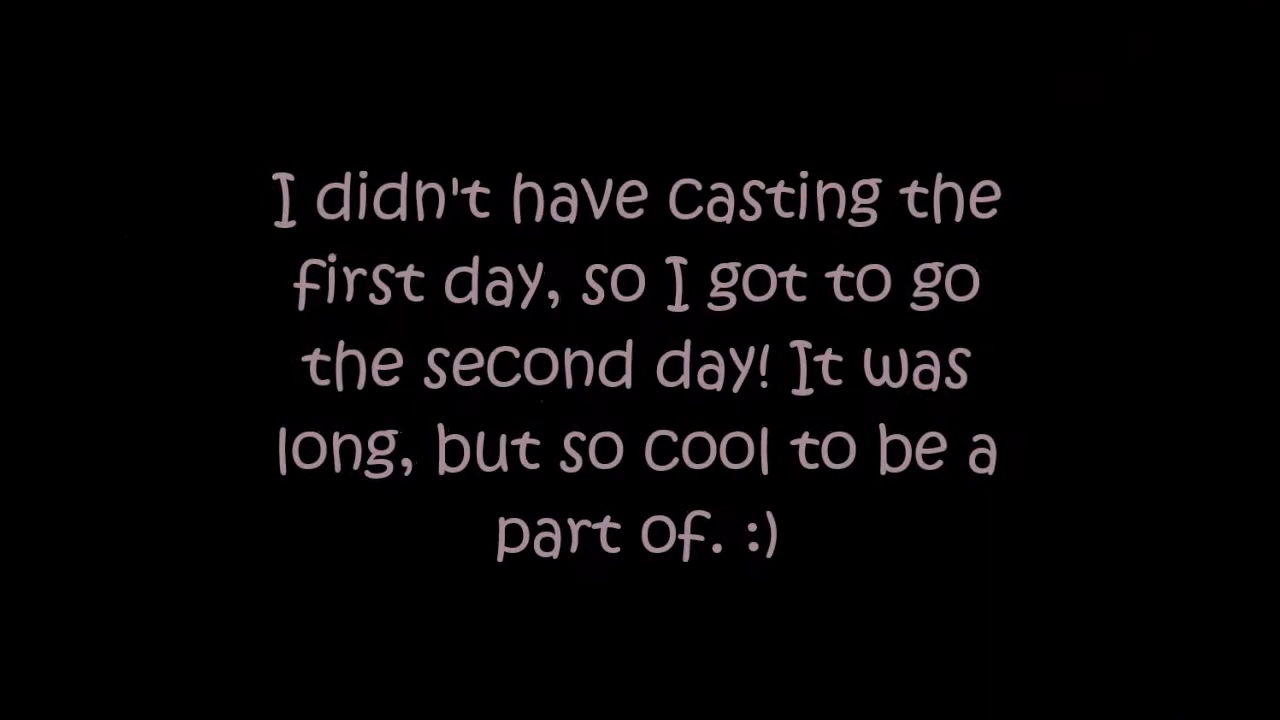 I didn't have casting the
first day, so I got to go
the second day! It was
long, but so cool to be a
part of. :)